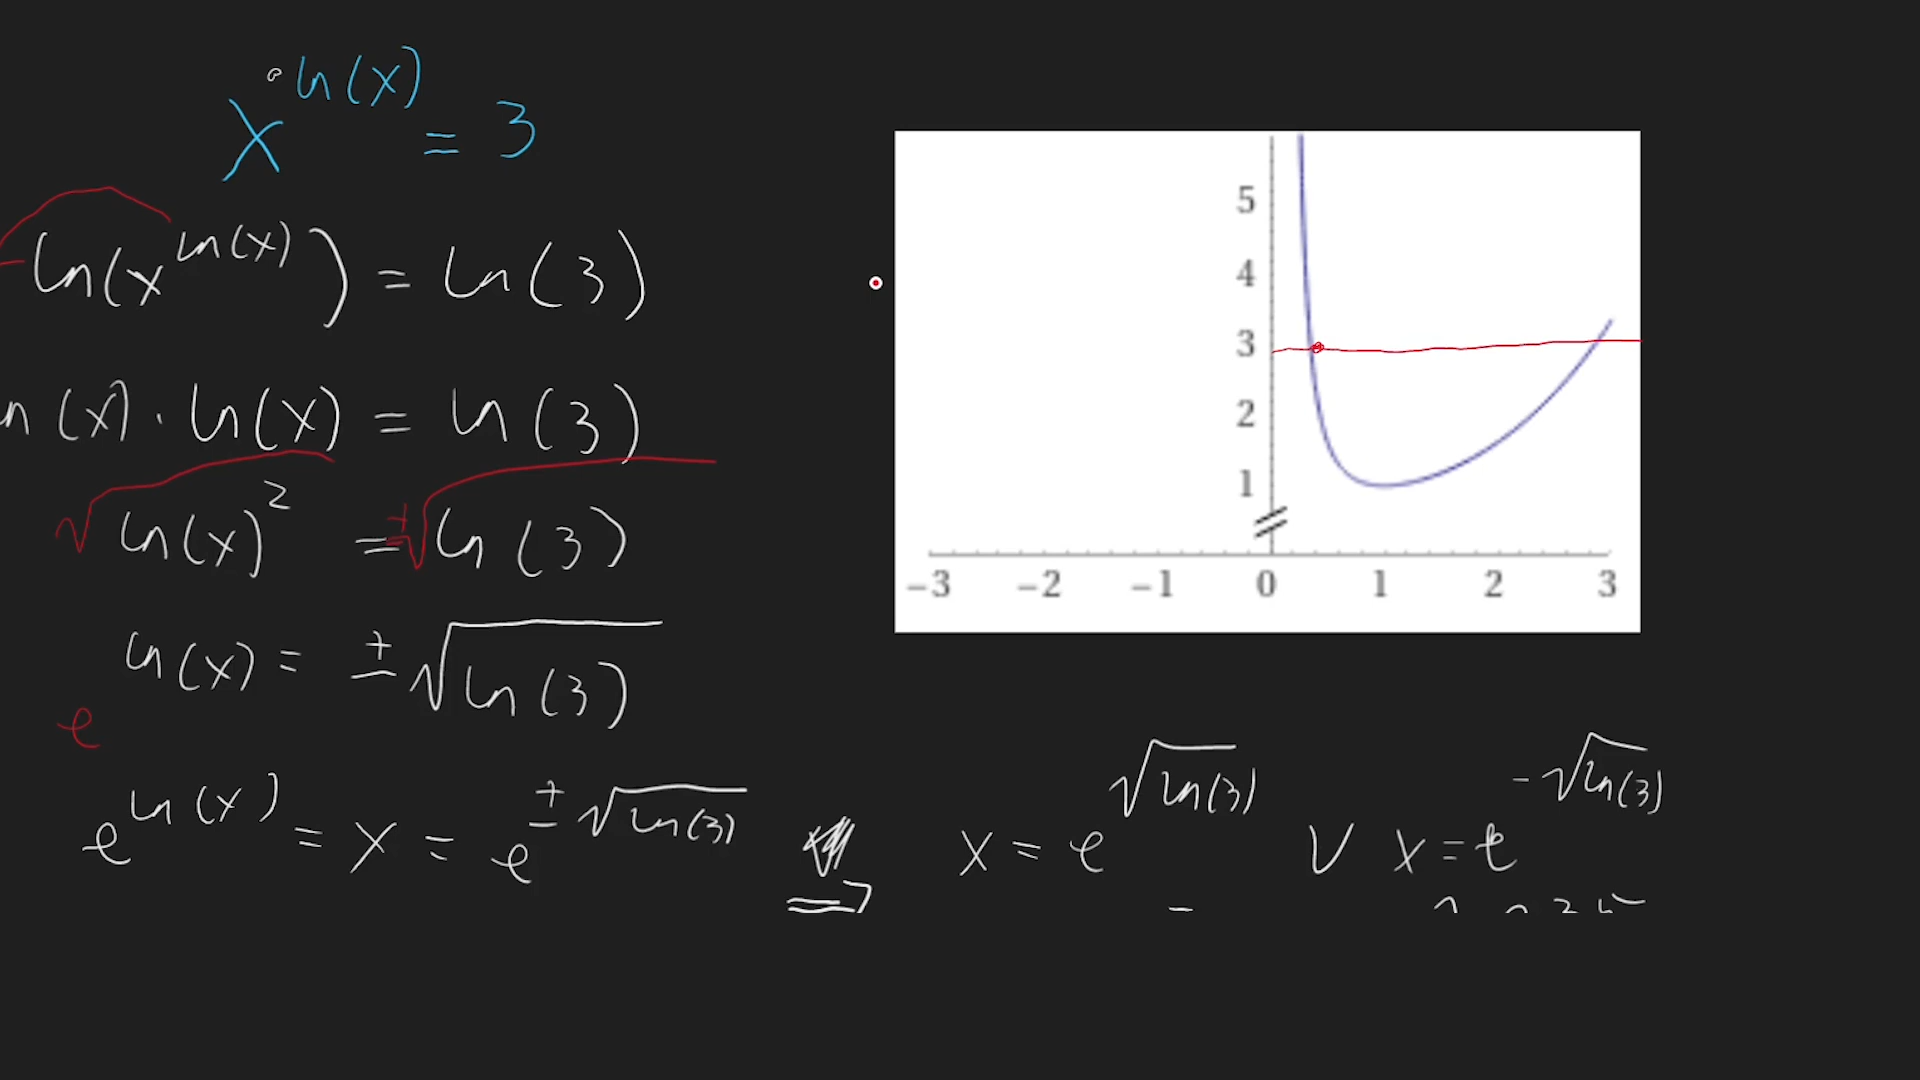 x^ln(x) = 3
ln(x^ln(x)) = ln(3)
n(x) · ln(x) = ln(3)
√ln(x)^2 = ±√ln(3)
ln(x) = ±√ln(3)
e
e^ln(x) = x = e^±√ln(3) ⇒ x = e^√ln(3) V x = e^-√ln(3)
5
4
3
2
1
-3 -2 -1 0 1 2 3